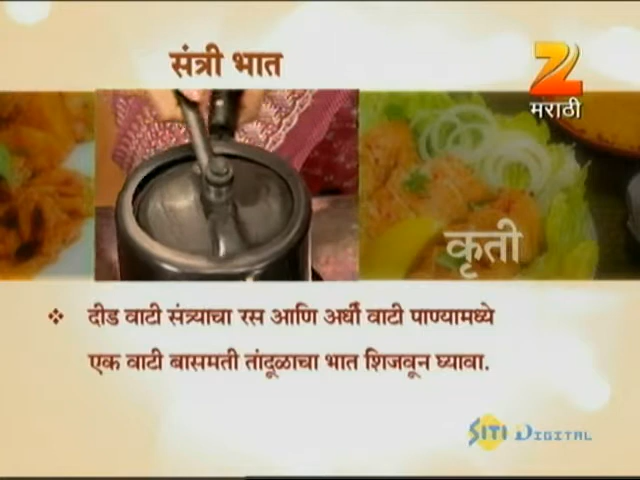 संत्री भात
मराठी
कृती
❖ दीड वाटी संत्र्याचा रस आणि अर्धी वाटी पाण्यामध्ये
एक वाटी बासमती तांदूळाचा भात शिजवून घ्यावा.
SITI DIGITAL